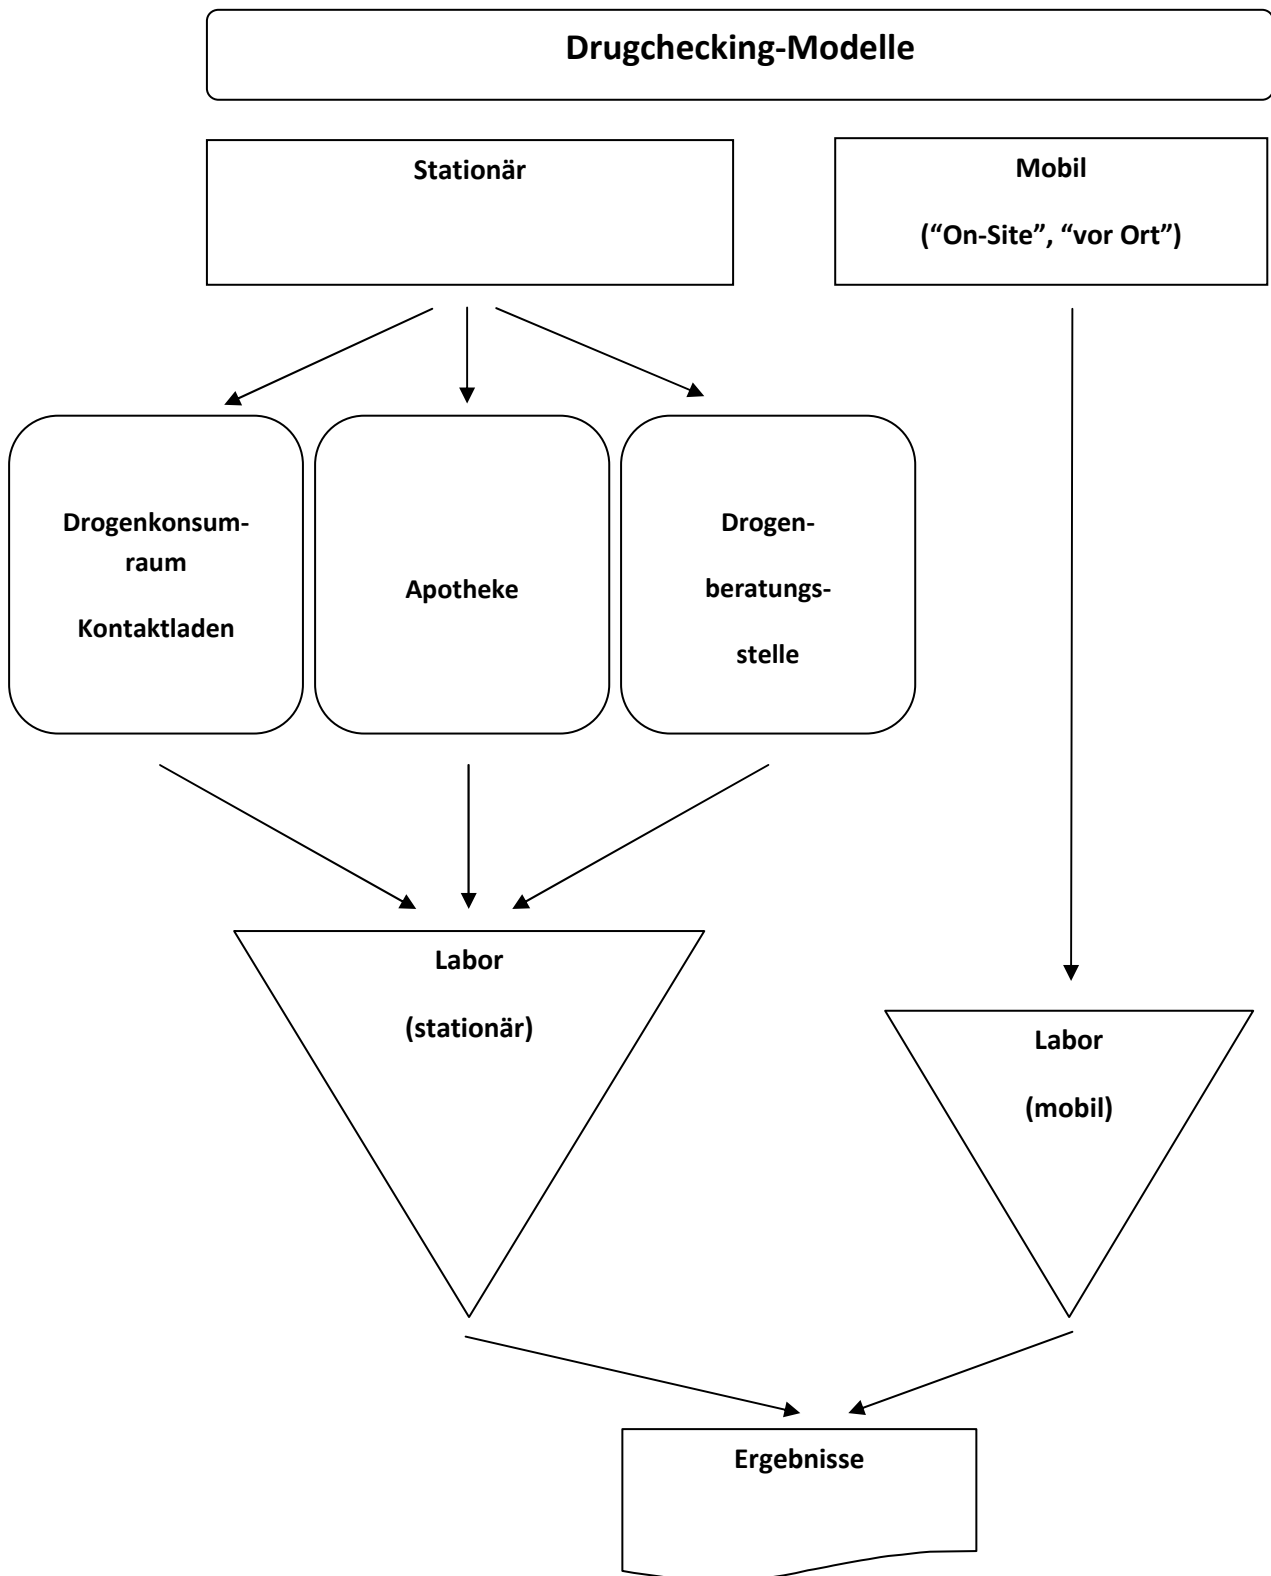 Drugchecking-Modelle
Stationär
Mobil
(“On-Site”, “vor Ort”)
Drogenkonsum-
raum
Kontaktladen
Apotheke
Drogen-
beratungs-
stelle
Labor
(stationär)
Labor
(mobil)
Ergebnisse